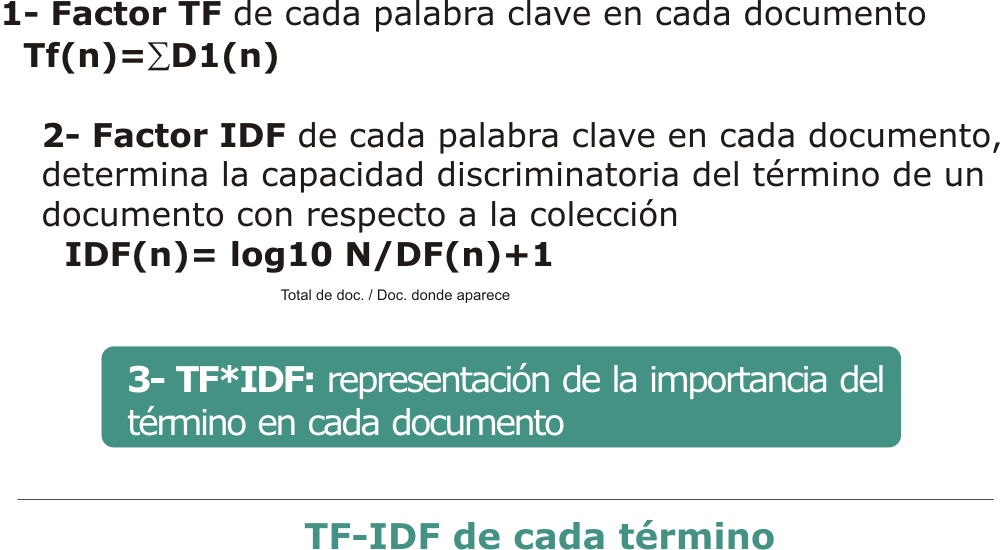 1- Factor TF de cada palabra clave en cada documento
Tf(n)=∑D1(n)
2- Factor IDF de cada palabra clave en cada documento,
determina la capacidad discriminatoria del término de un
documento con respecto a la colección
IDF(n)= log10 N/DF(n)+1
Total de doc. / Doc. donde aparece
3- TF*IDF: representación de la importancia del
término en cada documento
TF-IDF de cada término